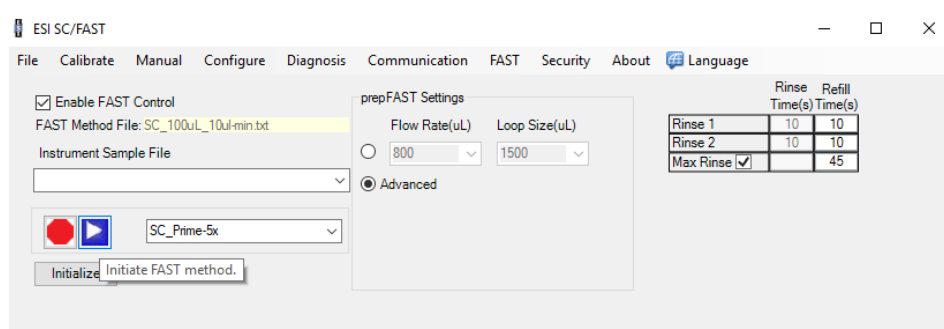 ESI SC/FAST
File Calibrate Manual Configure Diagnosis Communication FAST Security About Language
Enable FAST Control
FAST Method File: SC_100uL_10ul-min.txt
Instrument Sample File
SC_Prime-5x
Initialize
Initiate FAST method.
prepFAST Settings
Flow Rate(uL) Loop Size(uL)
800 1500
Advanced
Rinse Refill
Time(s) Time(s)
Rinse 1 10 10
Rinse 2 10 10
Max Rinse 45